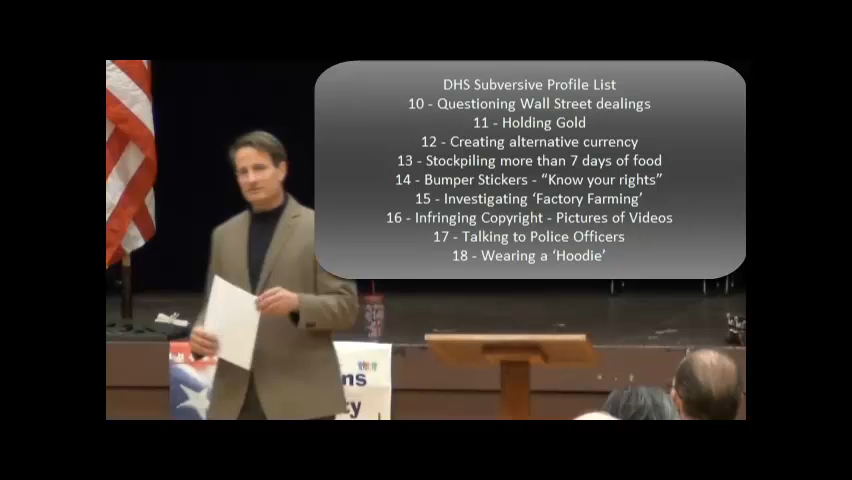 DHS Subversive Profile List
10 - Questioning Wall Street dealings
11 - Holding Gold
12 - Creating alternative currency
13 - Stockpiling more than 7 days of food
14 - Bumper Stickers - “Know your rights”
15 - Investigating ‘Factory Farming’
16 - Infringing Copyright - Pictures of Videos
17 - Talking to Police Officers
18 - Wearing a ‘Hoodie’